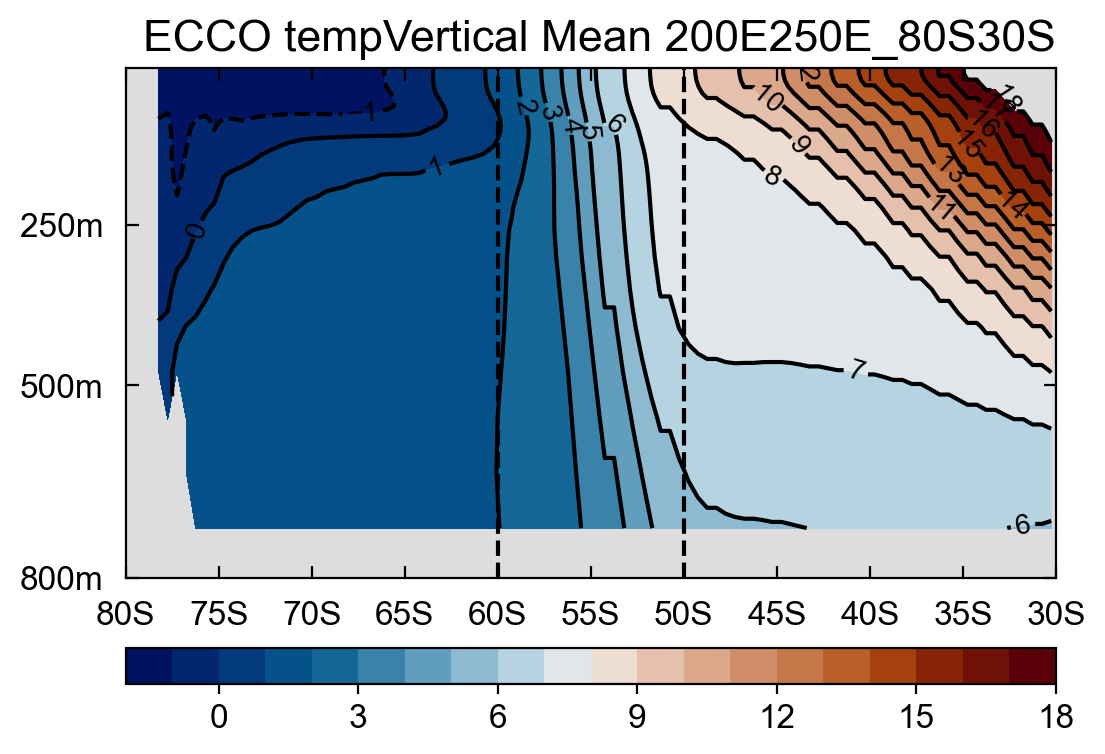 ECCO tempVertical Mean 200E250E_80S30S
-1 2 3 4 5 6 10 12 18 17 16 15
9 13
1 8 14
0 11
250m
7
500m
6
800m
80S 75S 70S 65S 60S 55S 50S 45S 40S 35S 30S
0 3 6 9 12 15 18